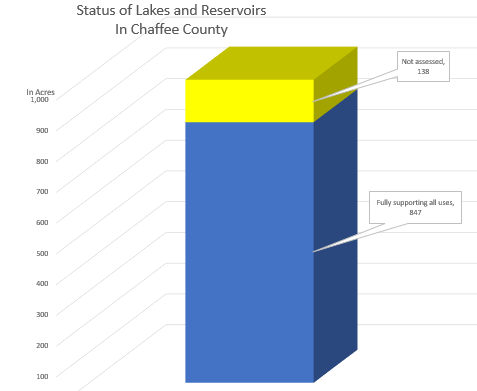 Status of Lakes and Reservoirs
In Chaffee County
In Acres
1,000
900
800
700
600
500
400
300
200
100
Not assessed,
138
Fully supporting all uses,
847